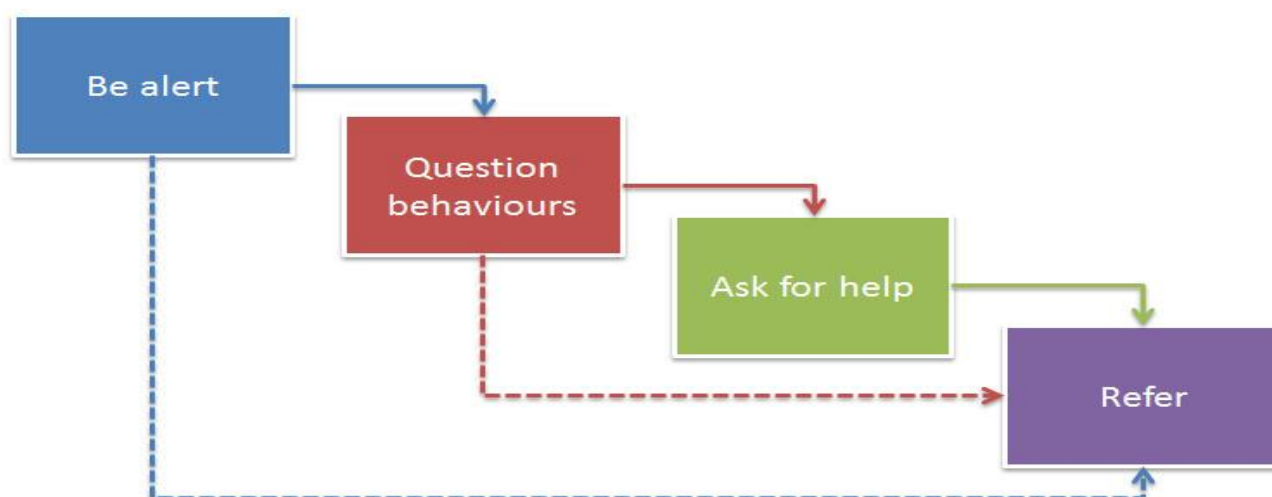 Be alert
Question
behaviours
Ask for help
Refer